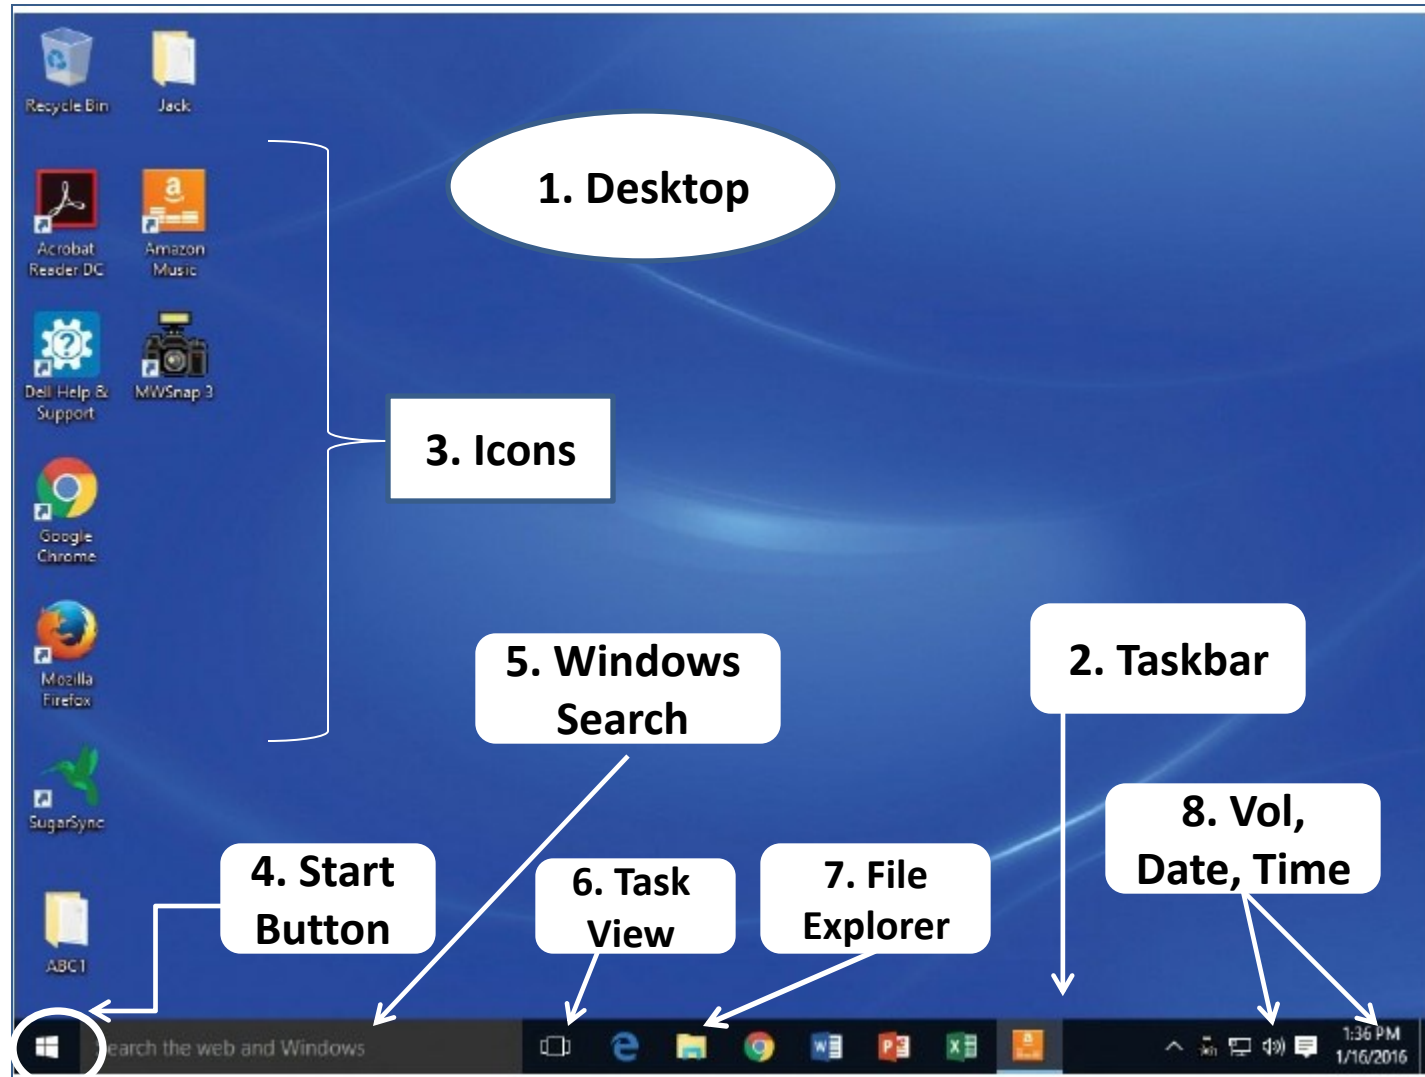 Recycle Bin
Jack
1. Desktop
Acrobat
Reader DC
Amazon
Music
Dell Help &
Support
MWSnap 3
3. Icons
Google
Chrome
Mozilla
Firefox
5. Windows
Search
2. Taskbar
SugarSync
8. Vol,
Date, Time
4. Start
Button
6. Task
View
7. File
Explorer
ABC1
Search the web and Windows
1:36 PM
1/16/2016